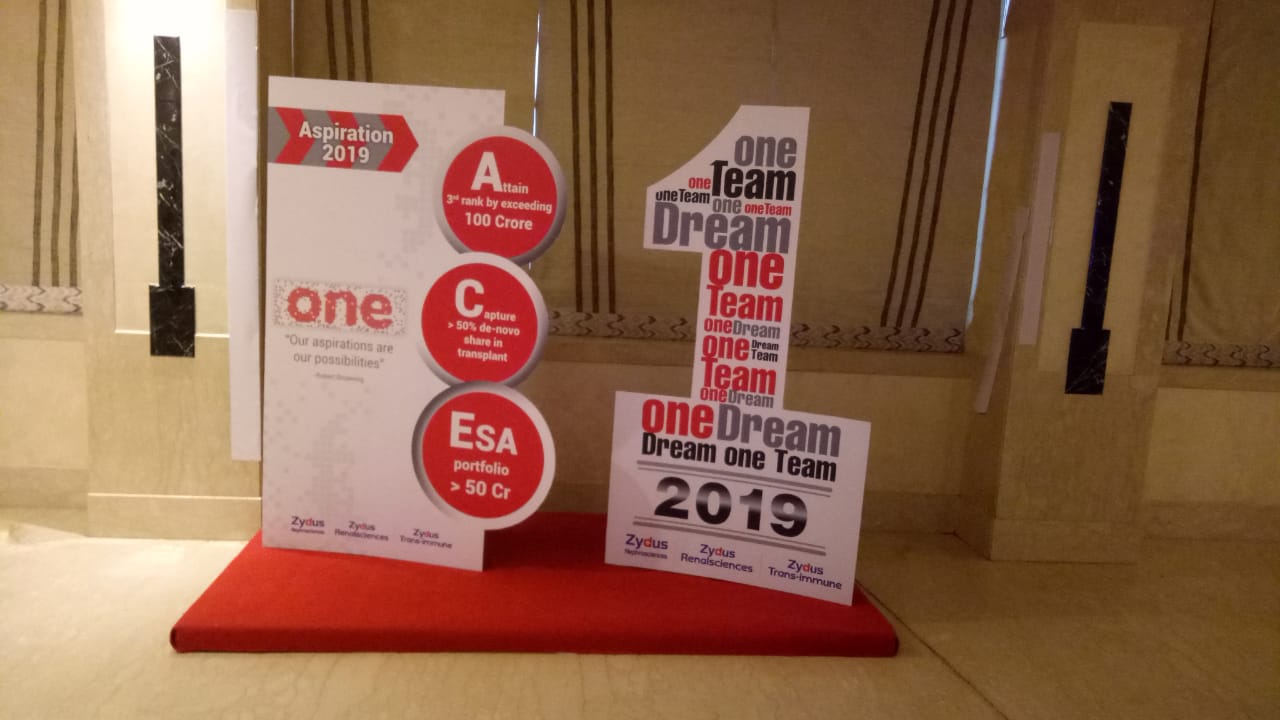 Aspiration
2019
Attain
3rd rank by exceeding
100 Crore
one
"Our aspirations are
our possibilities"
Capture
> 50% de-novo
share in
transplant
ESA
portfolio
> 50 Cr
Zydus
Nephrosciences
Zydus
Renalsciences
Zydus
Trans-immune
one
one Team
oneTeam one oneTeam
Dream
one
Team
oneDream
one Dream
Team
Team
oneDream
oneDream
Dream one Team
2019
Zydus
Nephrosciences
Zydus
Renalsciences
Zydus
Trans-immune